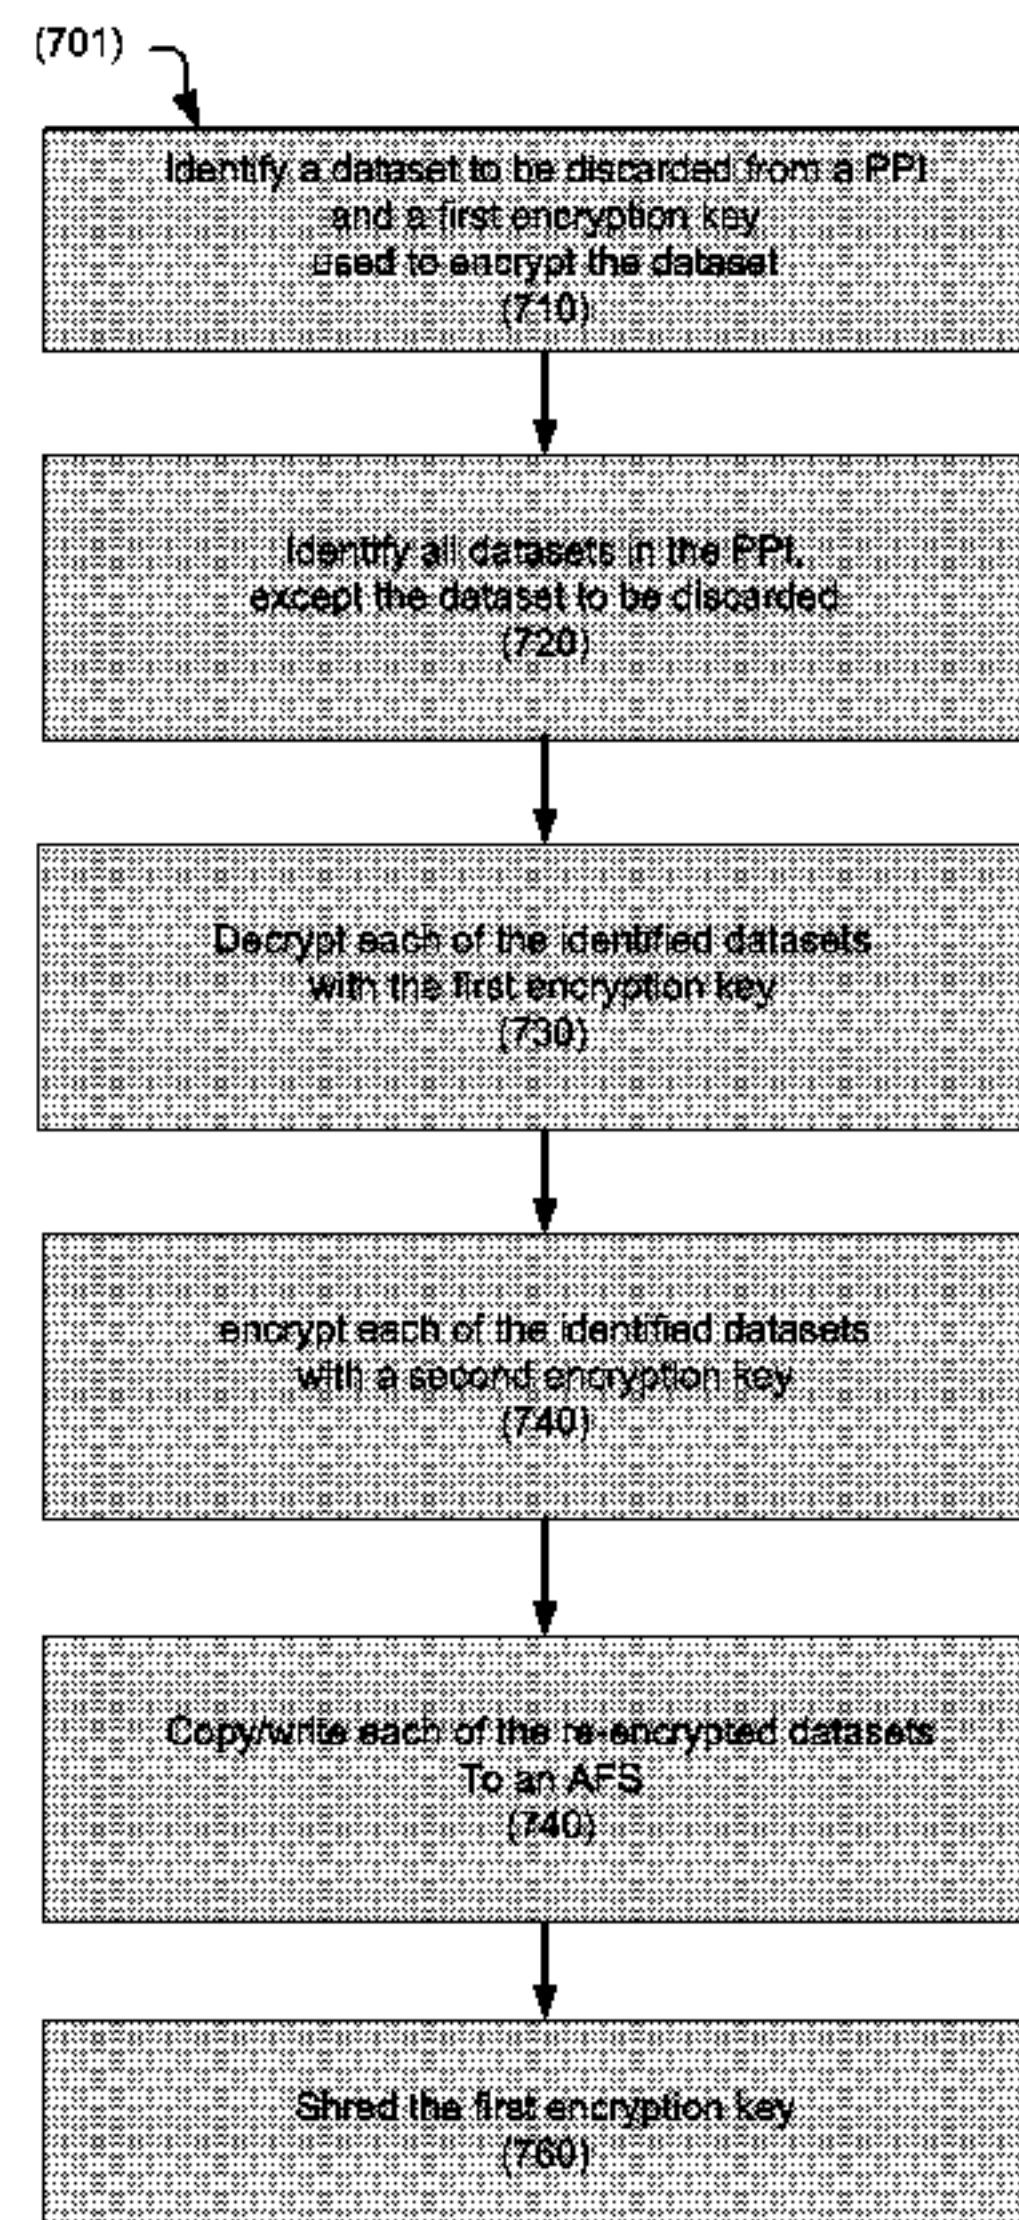 (701)
Identify a dataset to be discarded from a PPI
and a first encryption key
used to encrypt the dataset
(710)
Identify all datasets in the PPI,
except the dataset to be discarded
(720)
Decrypt each of the identified datasets
with the first encryption key
(730)
encrypt each of the identified datasets
with a second encryption key
(740)
Copy/write each of the re-encrypted datasets
To an AFS
(740)
Shred the first encryption key
(760)